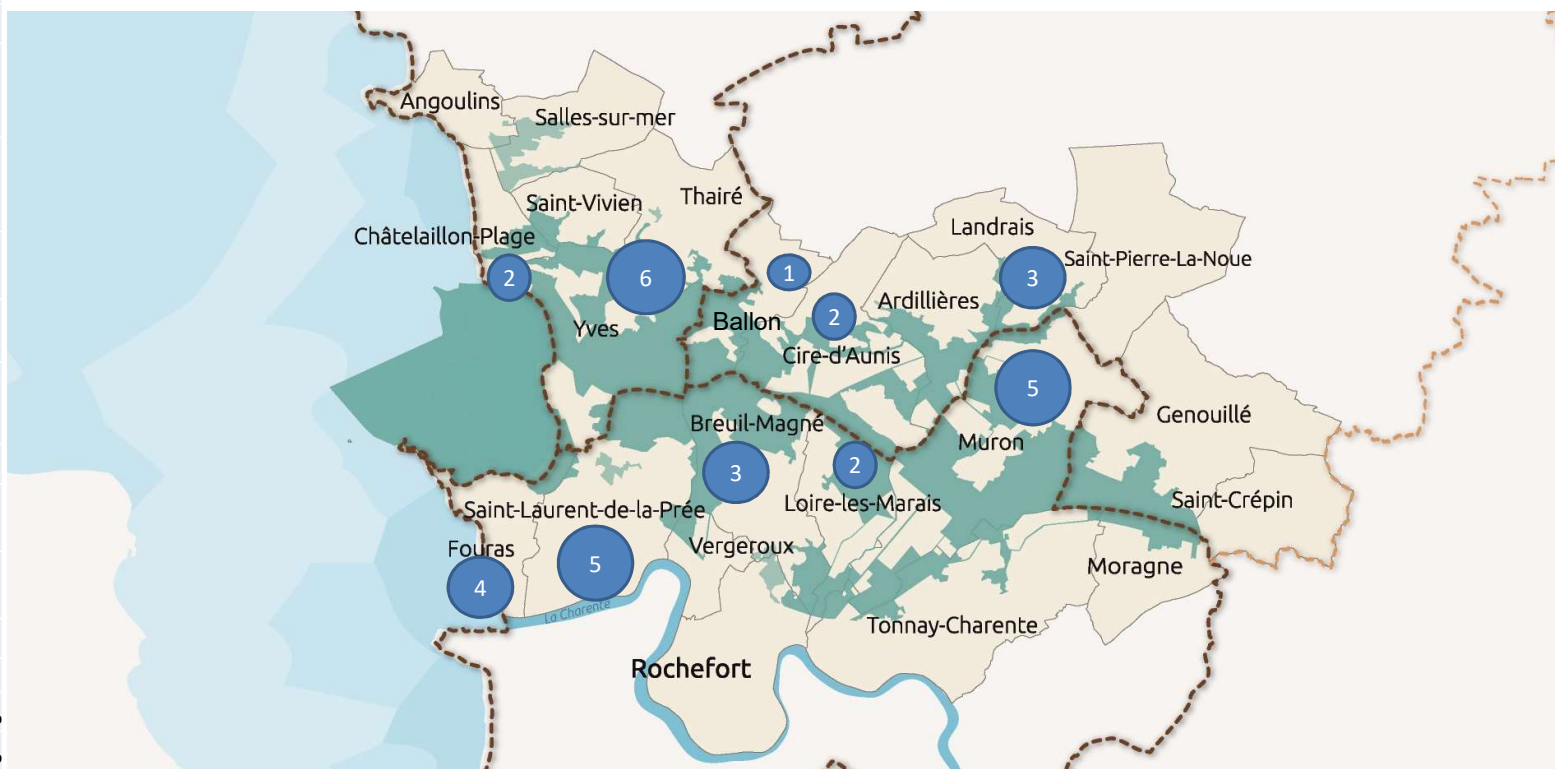 Angoulins
Salles-sur-mer
Saint-Vivien
Thairé
Châtelaillon-Plage
Landrais
Saint-Pierre-La-Noue
2
6
1
3
Ardillières
2
Yves
Ballon
Cire-d'Aunis
5
Genouillé
Breuil-Magné
Muron
3
2
Saint-Crépin
Saint-Laurent-de-la-Prée
Loire-les-Marais
Fouras
Vergeroux
5
4
Moragne
La Charente
Tonnay-Charente
Rochefort